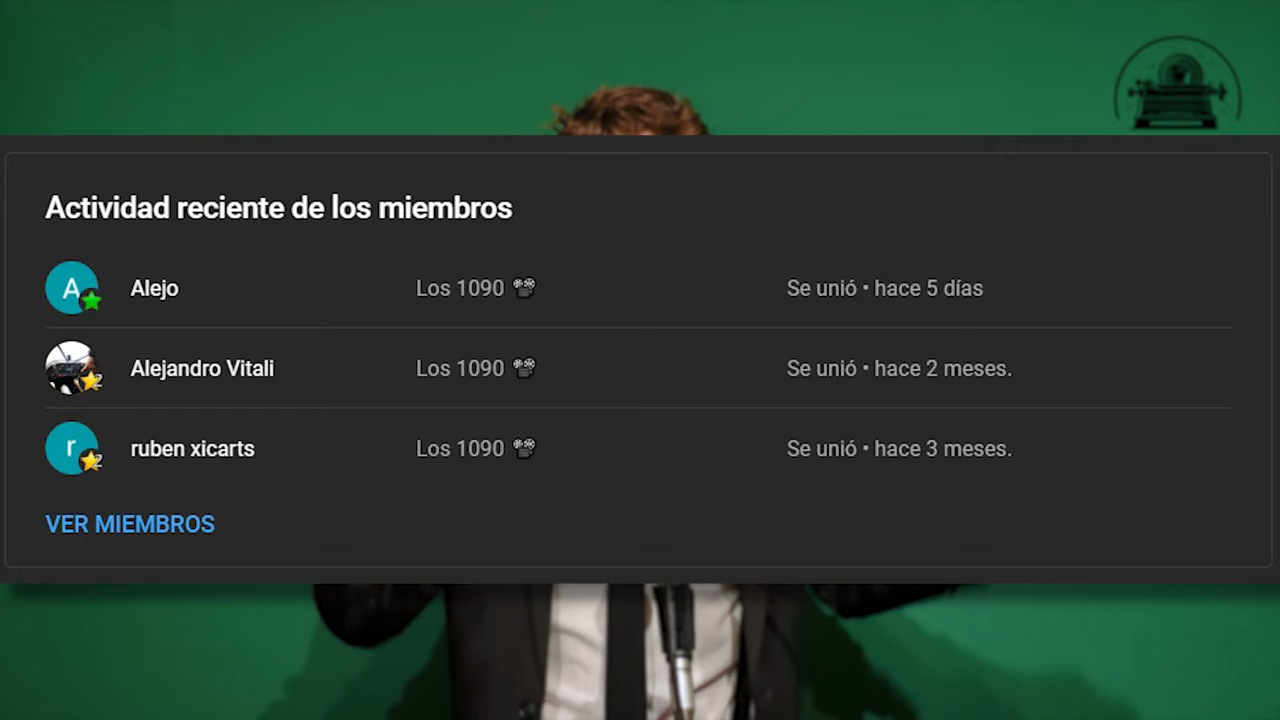 Actividad reciente de los miembros
A Alejo Los 1090 Se unió • hace 5 días
Alejandro Vitali Los 1090 Se unió • hace 2 meses.
r ruben xicarts Los 1090 Se unió • hace 3 meses.
VER MIEMBROS